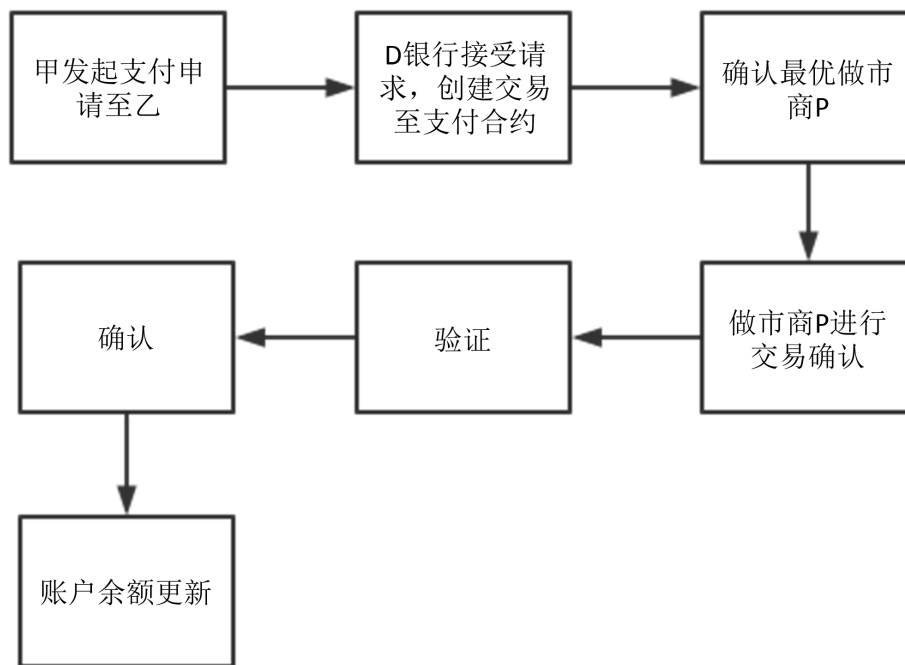 甲发起支付申
请至乙
D银行接受请
求，创建交易
至支付合约
确认最优做市
商P
做市商P进行
交易确认
验证
确认
账户余额更新